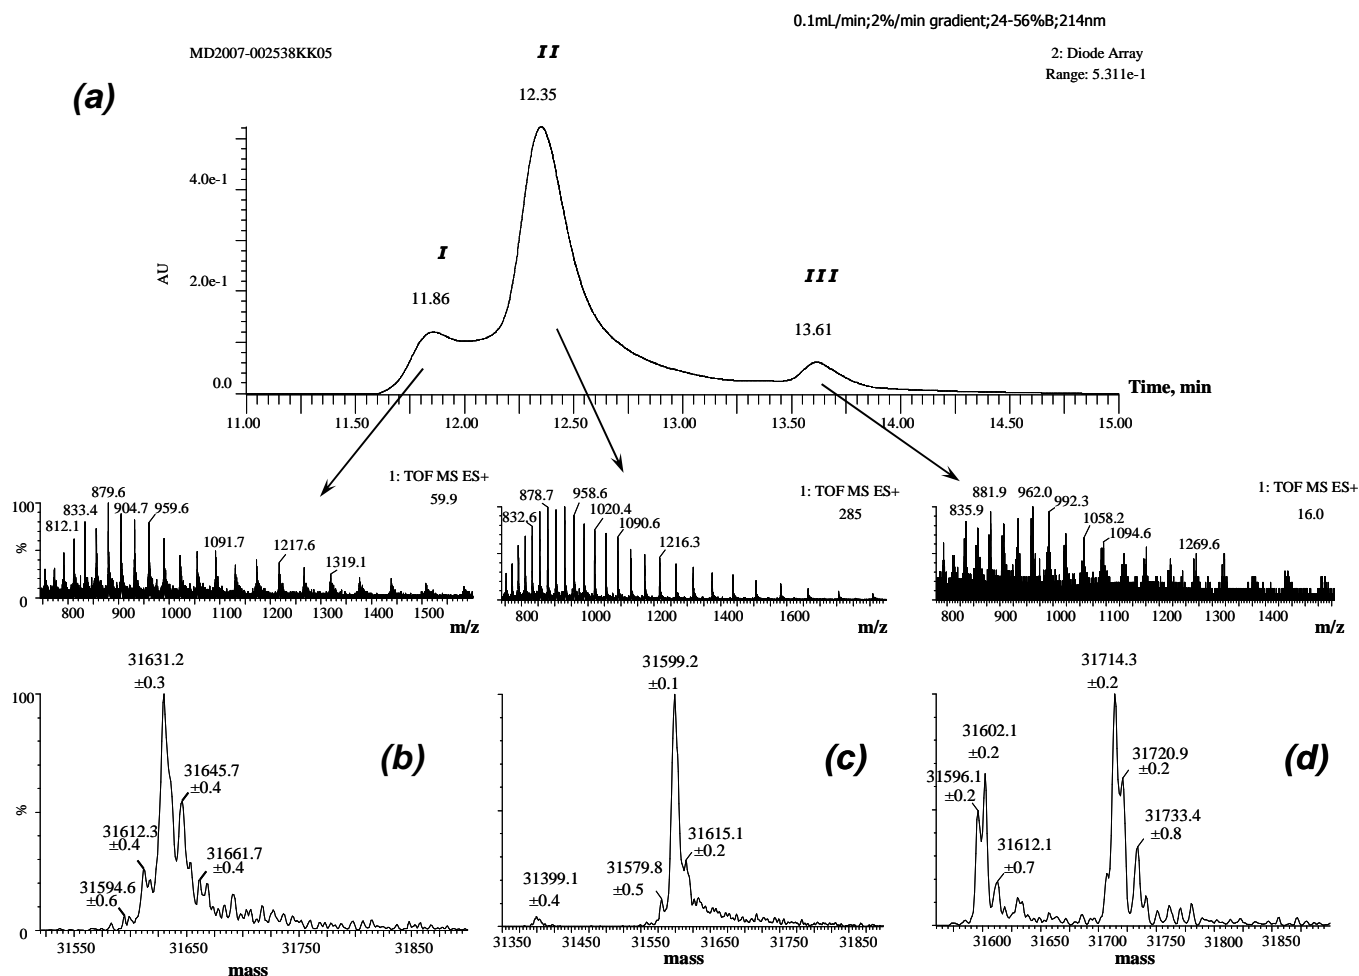 0.1mL/min;2%/min gradient;24-56%B;214nm
MD2007-002538KK05
2: Diode Array
Range: 5.311e-1
(a)
II
12.35
4.0e-1
I
AU
2.0e-1
11.86
III
13.61
0.0
Time, min
11.00 11.50 12.00 12.50 13.00 13.50 14.00 14.50 15.00
1: TOF MS ES+
59.9
100
%
0
812.1
833.4
879.6
904.7
959.6
1091.7
1217.6
1319.1
800 900 1000 1100 1200 1300 1400 1500
m/z
1: TOF MS ES+
285
832.6
878.7
958.6
1020.4
1090.6
1216.3
800 1000 1200 1400 1600
m/z
1: TOF MS ES+
16.0
835.9
881.9
962.0
992.3
1058.2
1094.6
1269.6
800 900 1000 1100 1200 1300 1400
m/z
100
%
0
31631.2
±0.3
31645.7
±0.4
31612.3
±0.4
31661.7
±0.4
31594.6
±0.6
(b)
31550 31650 31750 31850
mass
31599.2
±0.1
31615.1
±0.2
31579.8
±0.5
31399.1
±0.4
(c)
31350 31450 31550 31650 31750 31850
mass
31714.3
±0.2
31602.1
±0.2
31596.1
±0.2
31612.1
±0.7
31720.9
±0.2
31733.4
±0.8
(d)
31600 31650 31700 31750 31800 31850
mass